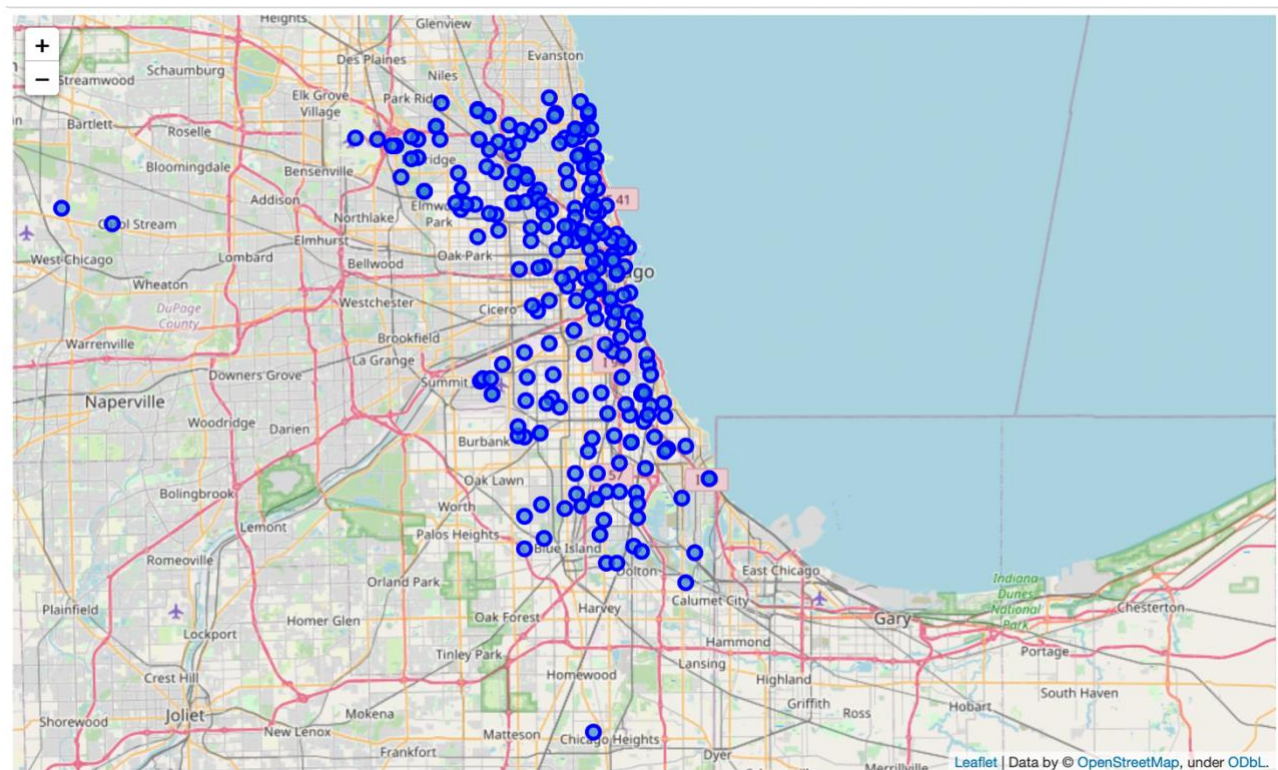 Heights
Glenview
+
Des Plaines
Evanston
Schaumburg
Niles
−
Streamwood
Elk Grove
Village
Park Rid
Bartlett
Roselle
ridge
Bloomingdale
Bensenville
Addison
41
Elmw
Park
Northlake
Elmhurst
Lombard
Oak Park
West Chicago
Bellwood
go
Wheaton
Westchester
DuPage
County
Cicero
Brookfield
Warrenville
La Grange
Downers Grove
Summit
Naperville
Woodridge
Darien
Burbank
57
Oak Lawn
Bolingbrook
Worth
Lemont
Palos Heights
Blue Island
Romeoville
Dolton
East Chicago
Orland Park
Indiana
Dunes
National
Park
Plainfield
Calumet City
Chesterton
Harvey
Oak Forest
Homer Glen
Gary
Lockport
Hammond
Portage
Tinley Park
Lansing
Crest Hill
Homewood
Highland
South Haven
Griffith
Hobart
Joliet
Mokena
Ross
Shorewood
New Lenox
Matteson
Chicago Heights
Frankfort
Dyer
Merrillville
Leaflet | Data by © OpenStreetMap, under ODbL.